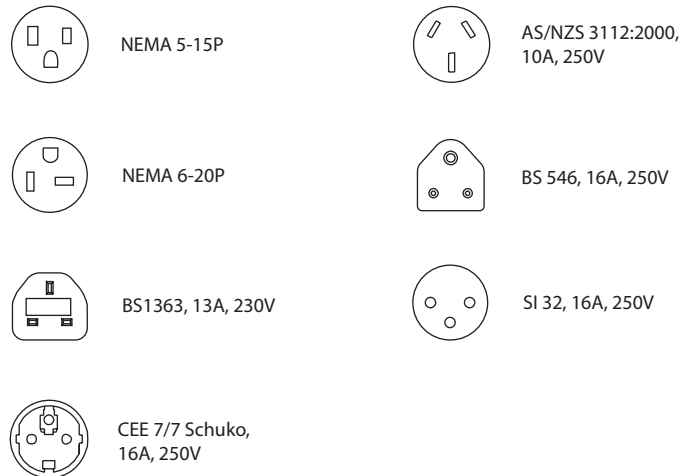 NEMA 5-15P
NEMA 6-20P
BS1363, 13A, 230V
CEE 7/7 Schuko,
16A, 250V
AS/NZS 3112:2000,
10A, 250V
BS 546, 16A, 250V
SI 32, 16A, 250V